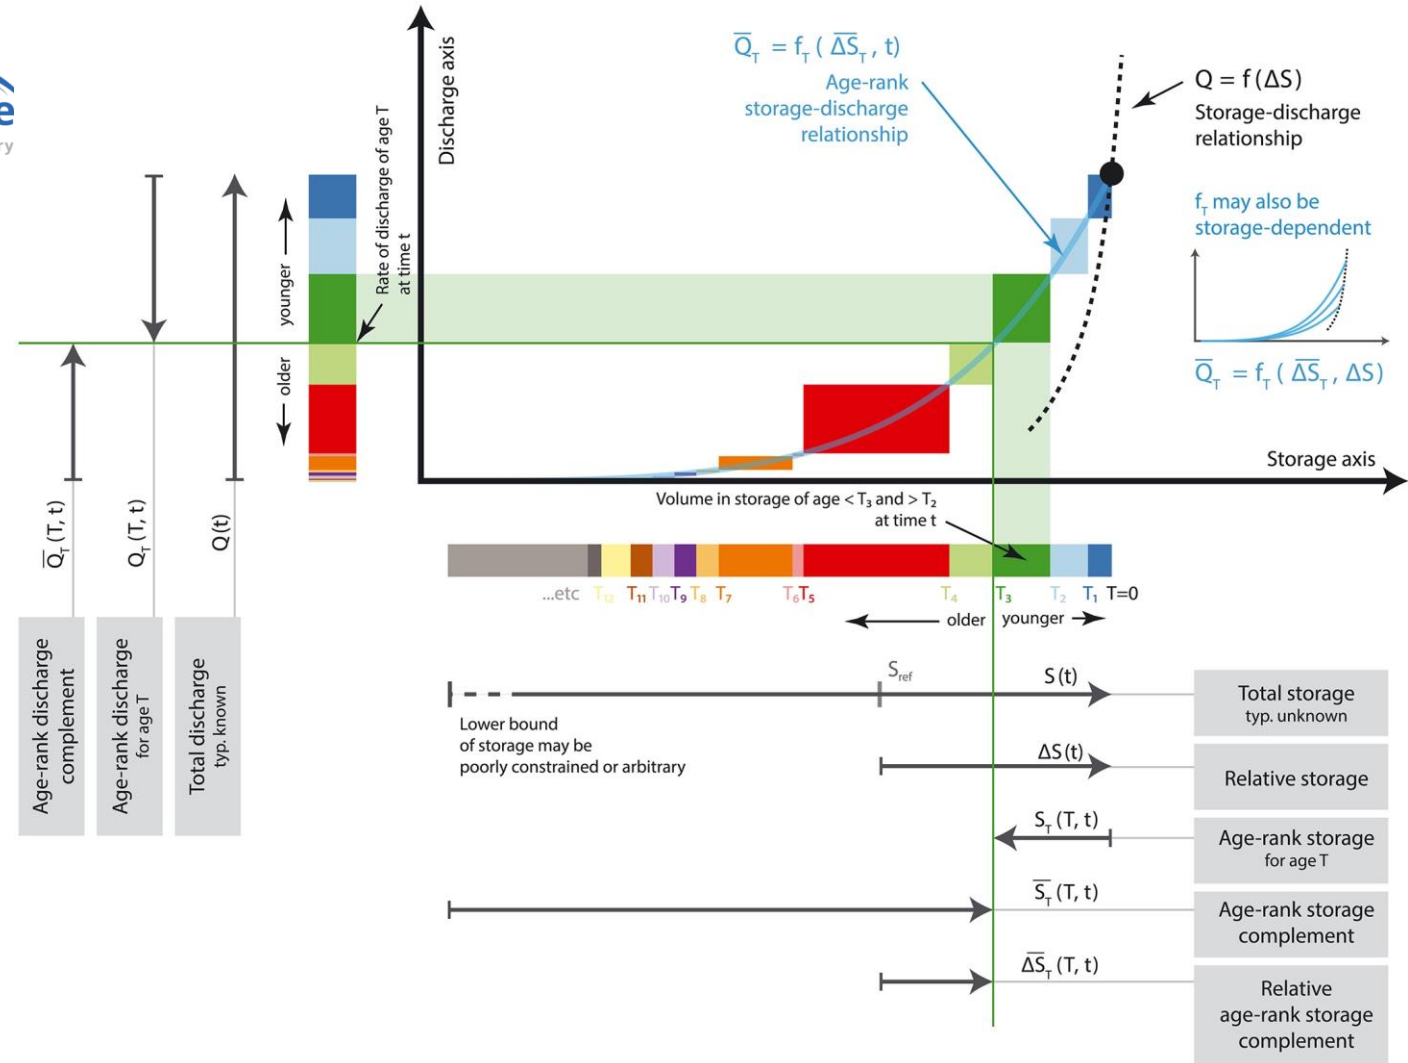 e
ry
Discharge axis
Q̅_T = f_T ( Δ̅S̅_T , t)
Age-rank
storage-discharge
relationship
Q = f (ΔS)
Storage-discharge
relationship
f_T may also be
storage-dependent
Q̅_T = f_T ( Δ̅S̅_T , ΔS)
Rate of discharge of age T
at time t
younger
older
Storage axis
Volume in storage of age < T₃ and > T₂
at time t
...etc T₁₂ T₁₁ T₁₀ T₉ T₈ T₇ T₆ T₅ T₄ T₃ T₂ T₁ T=0
older younger
Q̅_T (T, t)
Q_T (T, t)
Q(t)
Age-rank discharge
complement
Age-rank discharge
for age T
Total discharge
typ. known
S_ref
S(t)
Total storage
typ. unknown
Lower bound
of storage may be
poorly constrained or arbitrary
ΔS(t)
Relative storage
S_T (T, t)
Age-rank storage
for age T
S̅_T (T, t)
Age-rank storage
complement
Δ̅S̅_T (T, t)
Relative
age-rank storage
complement